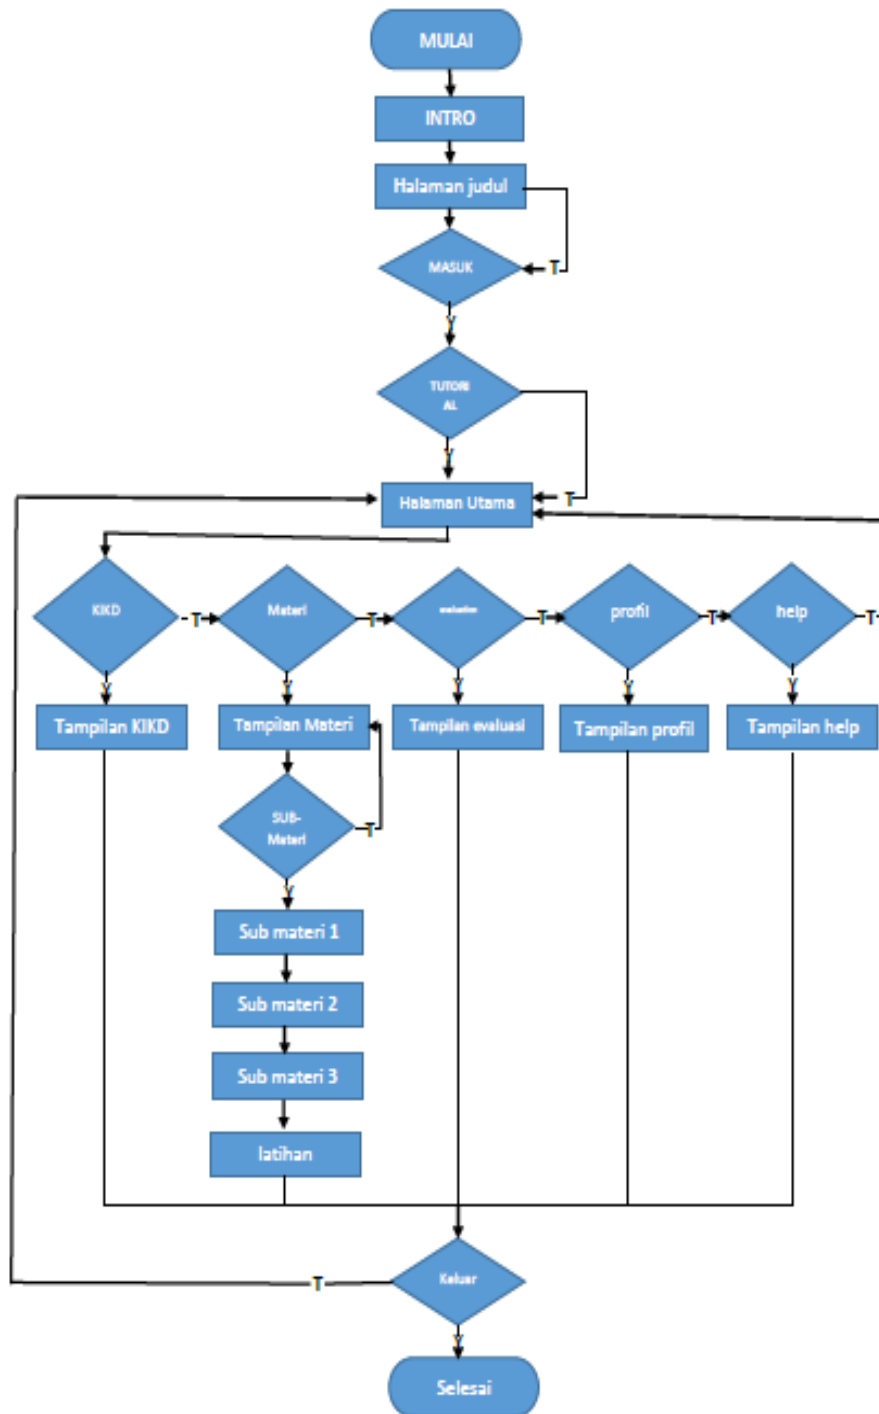 MULAI
INTRO
Halaman judul
MASUK
T
Y
TUTORI
AL
Y
T
Halaman Utama
KIKD
T
Materi
T
T
profil
T
help
T
Y
Y
Y
Y
Y
Tampilan KIKD
Tampilan Materi
Tampilan evaluasi
Tampilan profil
Tampilan help
SUB-
Materi
T
Y
Sub materi 1
Sub materi 2
Sub materi 3
latihan
Keluar
T
Y
Selesai